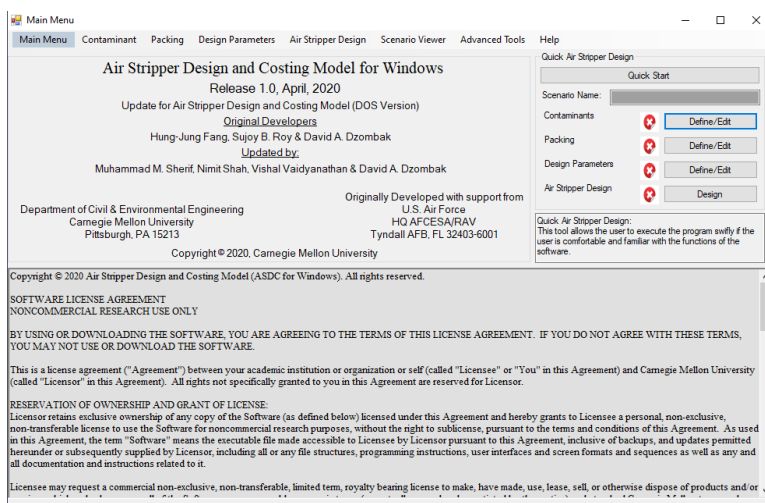 Main Menu
Main Menu Contaminant Packing Design Parameters Air Stripper Design Scenario Viewer Advanced Tools Help
Air Stripper Design and Costing Model for Windows
Release 1.0, April, 2020
Update for Air Stripper Design and Costing Model (DOS Version)
Original Developers
Hung-Jung Fang, Sujoy B. Roy & David A. Dzombak
Updated by:
Muhammad M. Sherif, Nimit Shah, Vishal Vaidyanathan & David A. Dzombak
Department of Civil & Environmental Engineering
Carnegie Mellon University
Pittsburgh, PA 15213
Originally Developed with support from
U.S. Air Force
HQ AFCESA/RAV
Tyndall AFB, FL 32403-6001
Copyright © 2020, Carnegie Mellon University
Quick Air Stripper Design
Quick Start
Scenario Name:
Contaminants Define/Edit
Packing Define/Edit
Design Parameters Define/Edit
Air Stripper Design Design
Quick Air Stripper Design:
This tool allows the user to execute the program swifly if the
user is comfortable and familiar with the functions of the
software.
Copyright © 2020 Air Stripper Design and Costing Model (ASDC for Windows). All rights reserved.
SOFTWARE LICENSE AGREEMENT
NONCOMMERCIAL RESEARCH USE ONLY
BY USING OR DOWNLOADING THE SOFTWARE, YOU ARE AGREEING TO THE TERMS OF THIS LICENSE AGREEMENT. IF YOU DO NOT AGREE WITH THESE TERMS,
YOU MAY NOT USE OR DOWNLOAD THE SOFTWARE.
This is a license agreement ("Agreement") between your academic institution or organization or self (called "Licensee" or "You" in this Agreement) and Carnegie Mellon University
(called "Licensor" in this Agreement). All rights not specifically granted to you in this Agreement are reserved for Licensor.
RESERVATION OF OWNERSHIP AND GRANT OF LICENSE:
Licensor retains exclusive ownership of any copy of the Software (as defined below) licensed under this Agreement and hereby grants to Licensee a personal, non-exclusive,
non-transferable license to use the Software for noncommercial research purposes, without the right to sublicense, pursuant to the terms and conditions of this Agreement. As used
in this Agreement, the term "Software" means the executable file made accessible to Licensee by Licensor pursuant to this Agreement, inclusive of backups, and updates permitted
hereunder or subsequently supplied by Licensor, including all or any file structures, programming instructions, user interfaces and screen formats and sequences as well as any and
all documentation and instructions related to it.
Licensee may request a commercial non-exclusive, non-transferable, limited term, royalty bearing license to make, have made, use, lease, sell, or otherwise dispose of products and/or